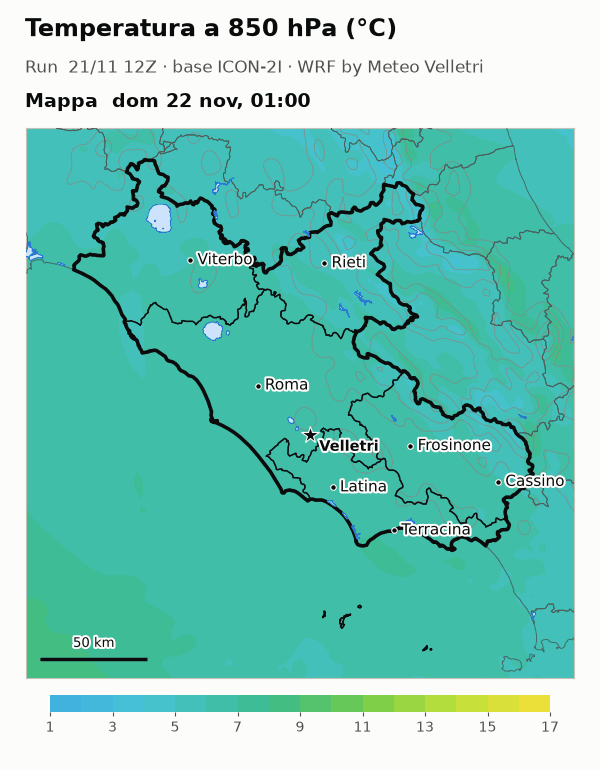 Temperatura a 850 hPa (°C)
Run  21/11 12Z · base ICON-2I · WRF by Meteo Velletri
Mappa  dom 22 nov, 01:00
Viterbo
Rieti
Roma
Velletri
Frosinone
Cassino
Latina
Terracina
50 km
1 3 5 7 9 11 13 15 17